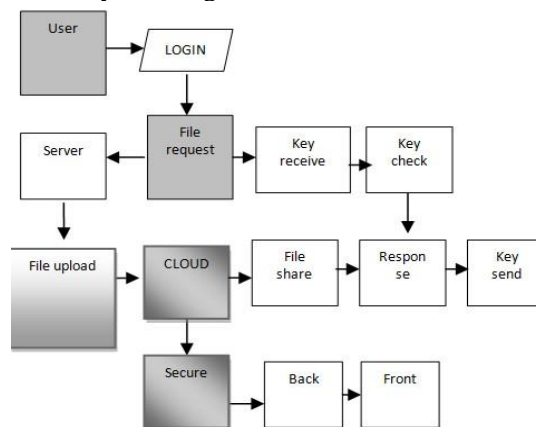 User
LOGIN
Server
File
request
Key
receive
Key
check
File upload
CLOUD
File
share
Respon
se
Key
send
Secure
Back
Front